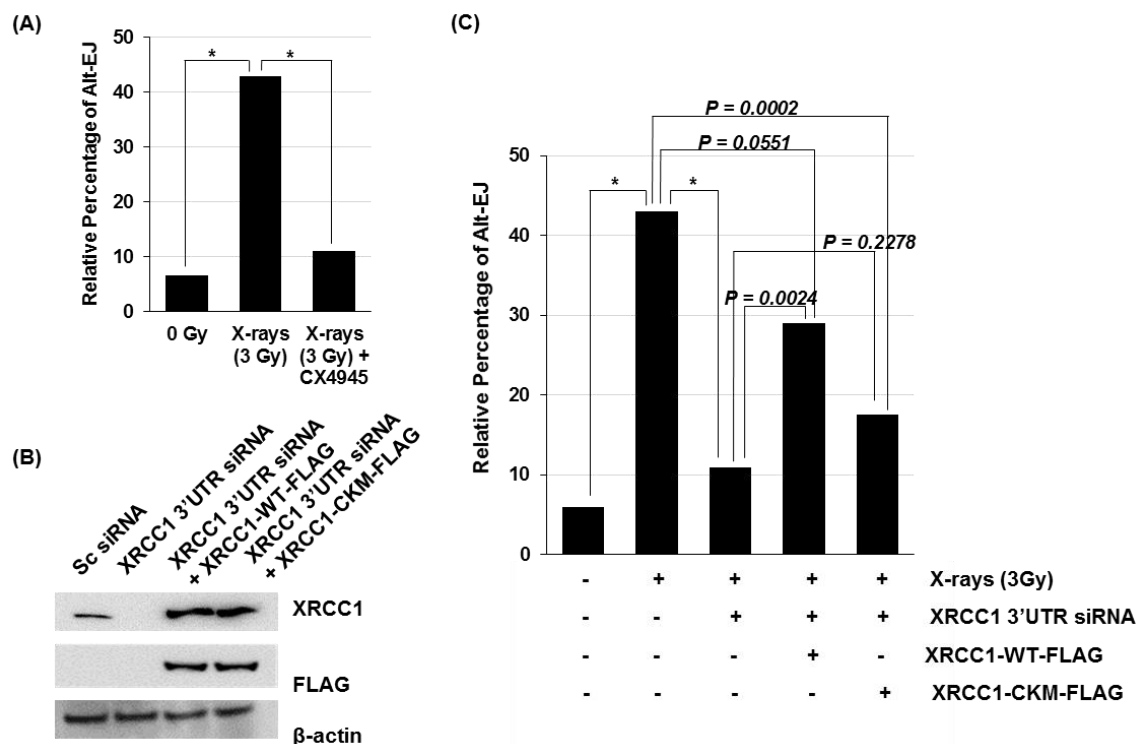 (A)
Relative Percentage of Alt-EJ
50
40
30
20
10
0
*
*
0 Gy
X-rays
(3 Gy)
X-rays
(3 Gy) +
CX4945
(B)
Sc siRNA
XRCC1 3’UTR siRNA
XRCC1 3’UTR siRNA
+ XRCC1-WT-FLAG
XRCC1 3’UTR siRNA
+ XRCC1-CKM-FLAG
XRCC1
FLAG
β-actin
(C)
Relative Percentage of Alt-EJ
50
40
30
20
10
0
P = 0.0002
P = 0.0551
*
*
P = 0.2278
P = 0.0024
- + + + + X-rays (3Gy)
- - + + + XRCC1 3’UTR siRNA
- - - + - XRCC1-WT-FLAG
- - - - + XRCC1-CKM-FLAG